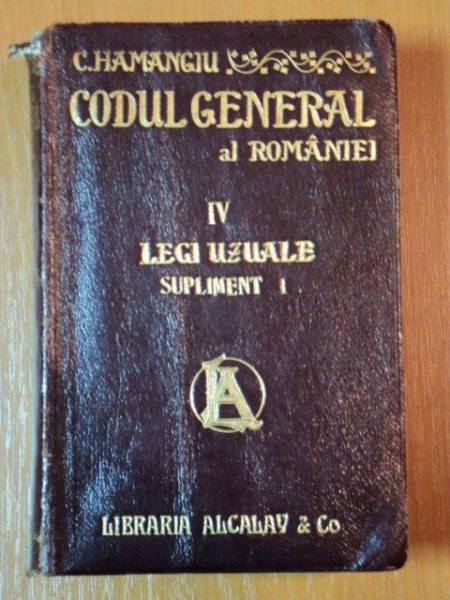 C. HAMANGIU
CODUL GENERAL
al ROMÂNIEI
IV
LEGI UZUALE
SUPLIMENT I
LA
LIBRARIA ALCALAY & Co